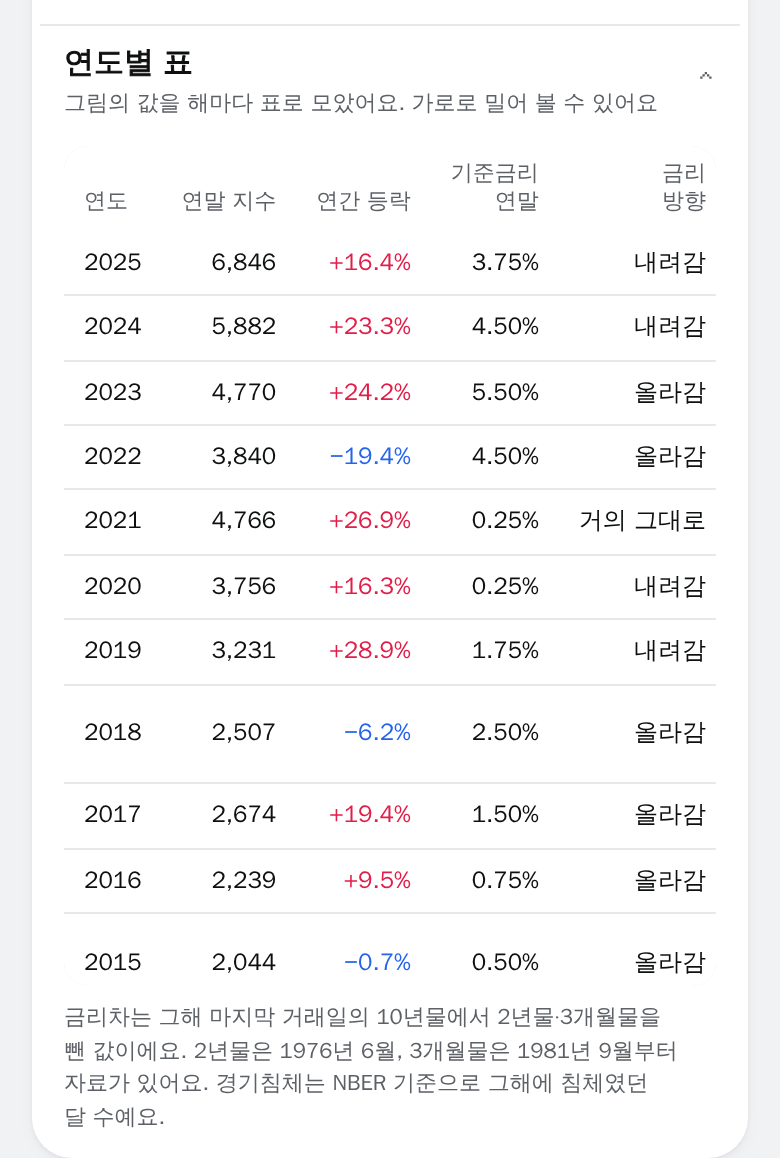 연도별 표
그림의 값을 해마다 표로 모았어요. 가로로 밀어 볼 수 있어요
연도 연말 지수 연간 등락 기준금리 연말 금리 방향
2025 6,846 +16.4% 3.75% 내려감
2024 5,882 +23.3% 4.50% 내려감
2023 4,770 +24.2% 5.50% 올라감
2022 3,840 −19.4% 4.50% 올라감
2021 4,766 +26.9% 0.25% 거의 그대로
2020 3,756 +16.3% 0.25% 내려감
2019 3,231 +28.9% 1.75% 내려감
2018 2,507 −6.2% 2.50% 올라감
2017 2,674 +19.4% 1.50% 올라감
2016 2,239 +9.5% 0.75% 올라감
2015 2,044 −0.7% 0.50% 올라감
금리차는 그해 마지막 거래일의 10년물에서 2년물·3개월물을
뺀 값이에요. 2년물은 1976년 6월, 3개월물은 1981년 9월부터
자료가 있어요. 경기침체는 NBER 기준으로 그해에 침체였던
달 수예요.